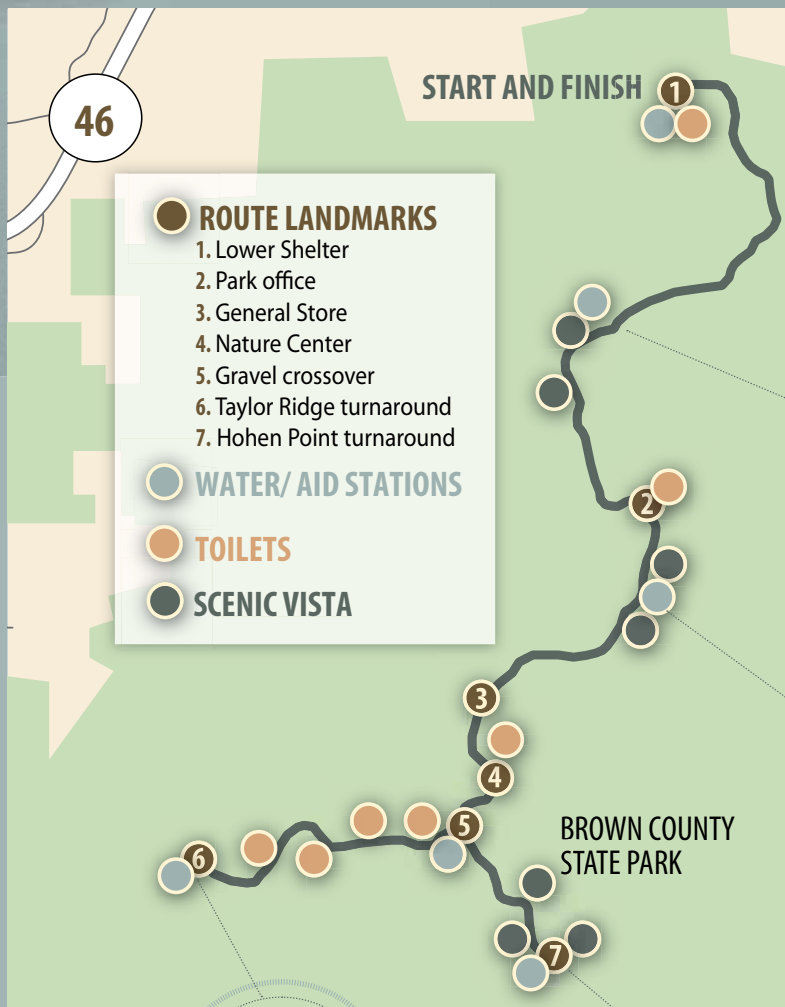 START AND FINISH
1
46
ROUTE LANDMARKS
1. Lower Shelter
2. Park office
3. General Store
4. Nature Center
5. Gravel crossover
6. Taylor Ridge turnaround
7. Hohen Point turnaround
WATER/ AID STATIONS
TOILETS
SCENIC VISTA
2
3
4
5
BROWN COUNTY
STATE PARK
6
7